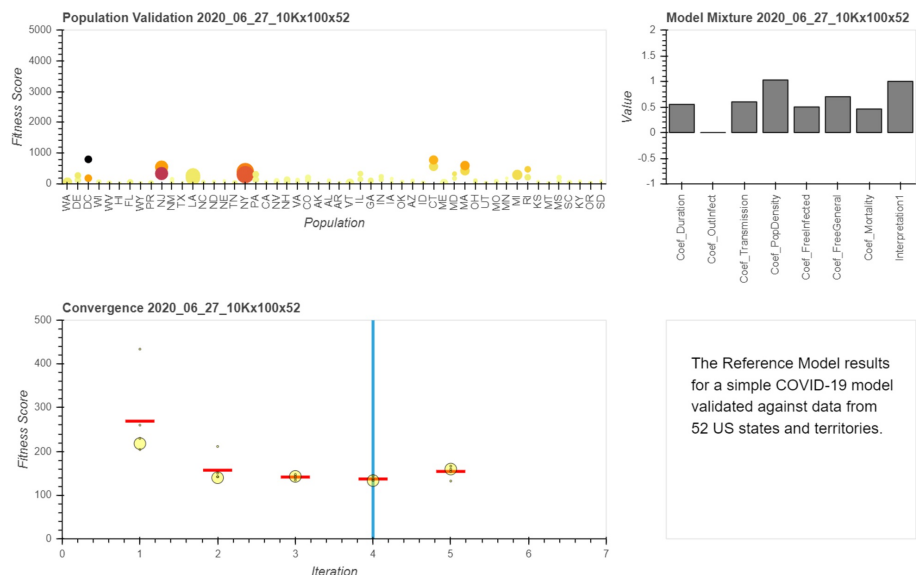 Population Validation 2020_06_27_10Kx100x52
Fitness Score
5000
4000
3000
2000
1000
0
WA DE DC WI WV HI FL WY PR NJ NM TX LA NC ND NE TN NY PA CA NV NH VA CO AK AL AR VT IL GA IN IA OK AZ ID CT ME MD MA OH UT MO MN MI RI KS MT MS SC KY OR SD
Population
Model Mixture 2020_06_27_10Kx100x52
Value
2
1.5
1
0.5
0
-0.5
-1
Coef_Duration
Coef_OutInfect
Coef_Transmission
Coef_PopDensity
Coef_FreeInfected
Coef_FreeGeneral
Coef_Mortality
Interpretation1
Convergence 2020_06_27_10Kx100x52
Fitness Score
500
400
300
200
100
0
0 1 2 3 4 5 6 7
Iteration
The Reference Model results
for a simple COVID-19 model
validated against data from
52 US states and territories.